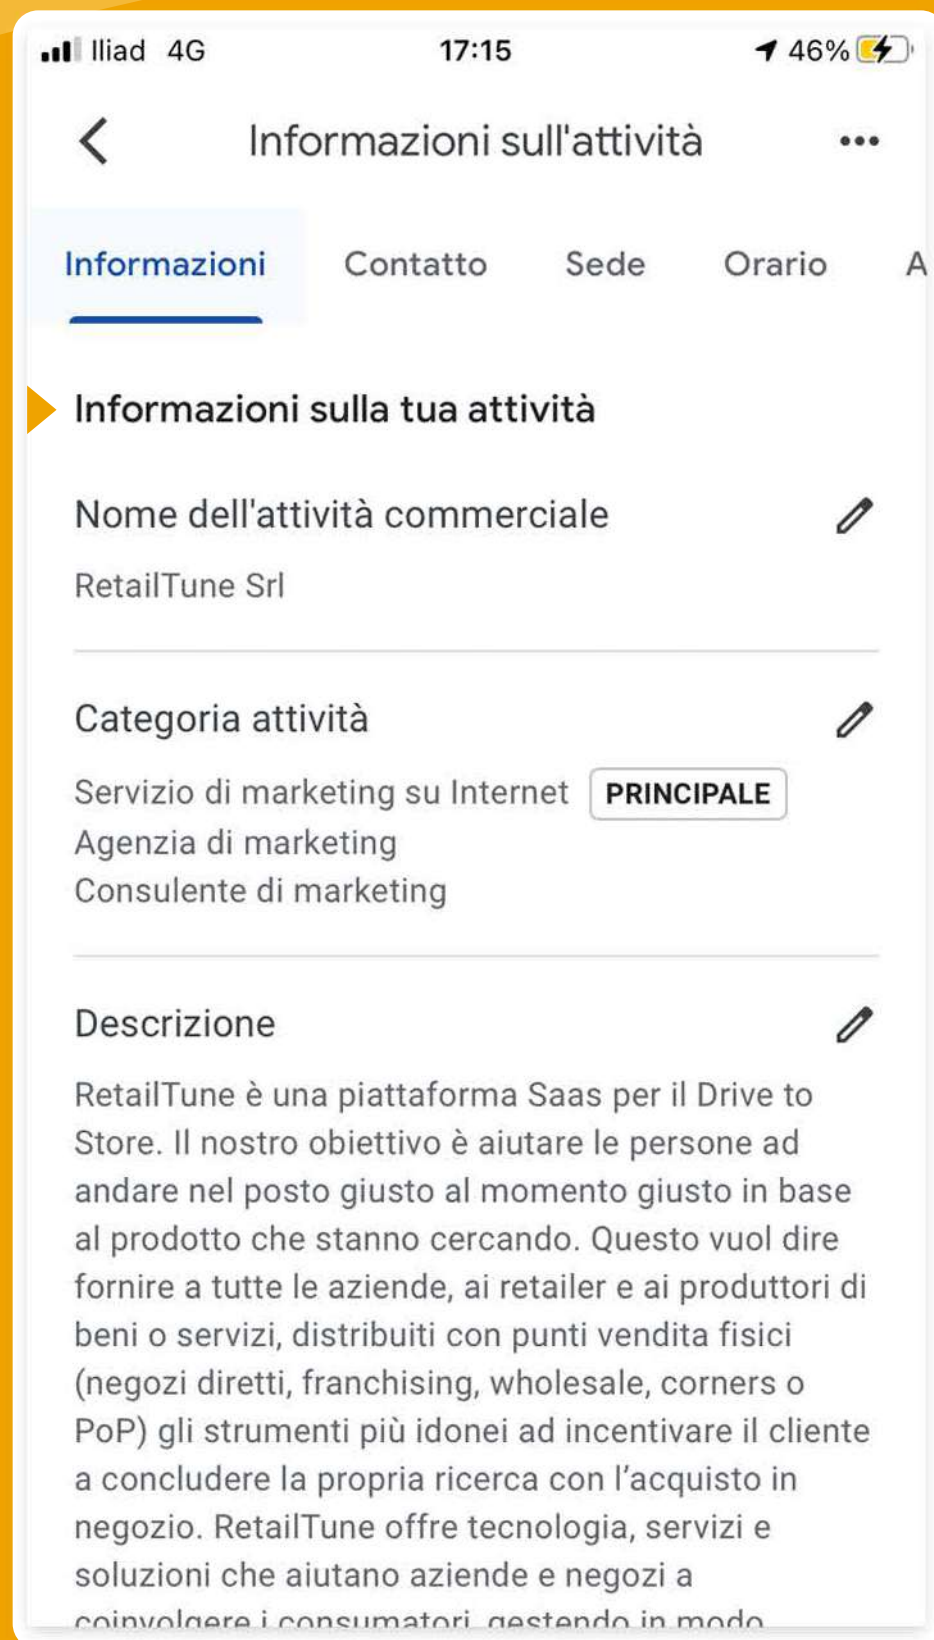 Iliad 4G 17:15 46%
Informazioni sull'attività
Informazioni Contatto Sede Orario A
Informazioni sulla tua attività
Nome dell'attività commerciale
RetailTune Srl
Categoria attività
Servizio di marketing su Internet PRINCIPALE
Agenzia di marketing
Consulente di marketing
Descrizione
RetailTune è una piattaforma Saas per il Drive to
Store. Il nostro obiettivo è aiutare le persone ad
andare nel posto giusto al momento giusto in base
al prodotto che stanno cercando. Questo vuol dire
fornire a tutte le aziende, ai retailer e ai produttori di
beni o servizi, distribuiti con punti vendita fisici
(negozi diretti, franchising, wholesale, corners o
PoP) gli strumenti più idonei ad incentivare il cliente
a concludere la propria ricerca con l’acquisto in
negozio. RetailTune offre tecnologia, servizi e
soluzioni che aiutano aziende e negozi a
coinvolgere i consumatori, gestendo in modo